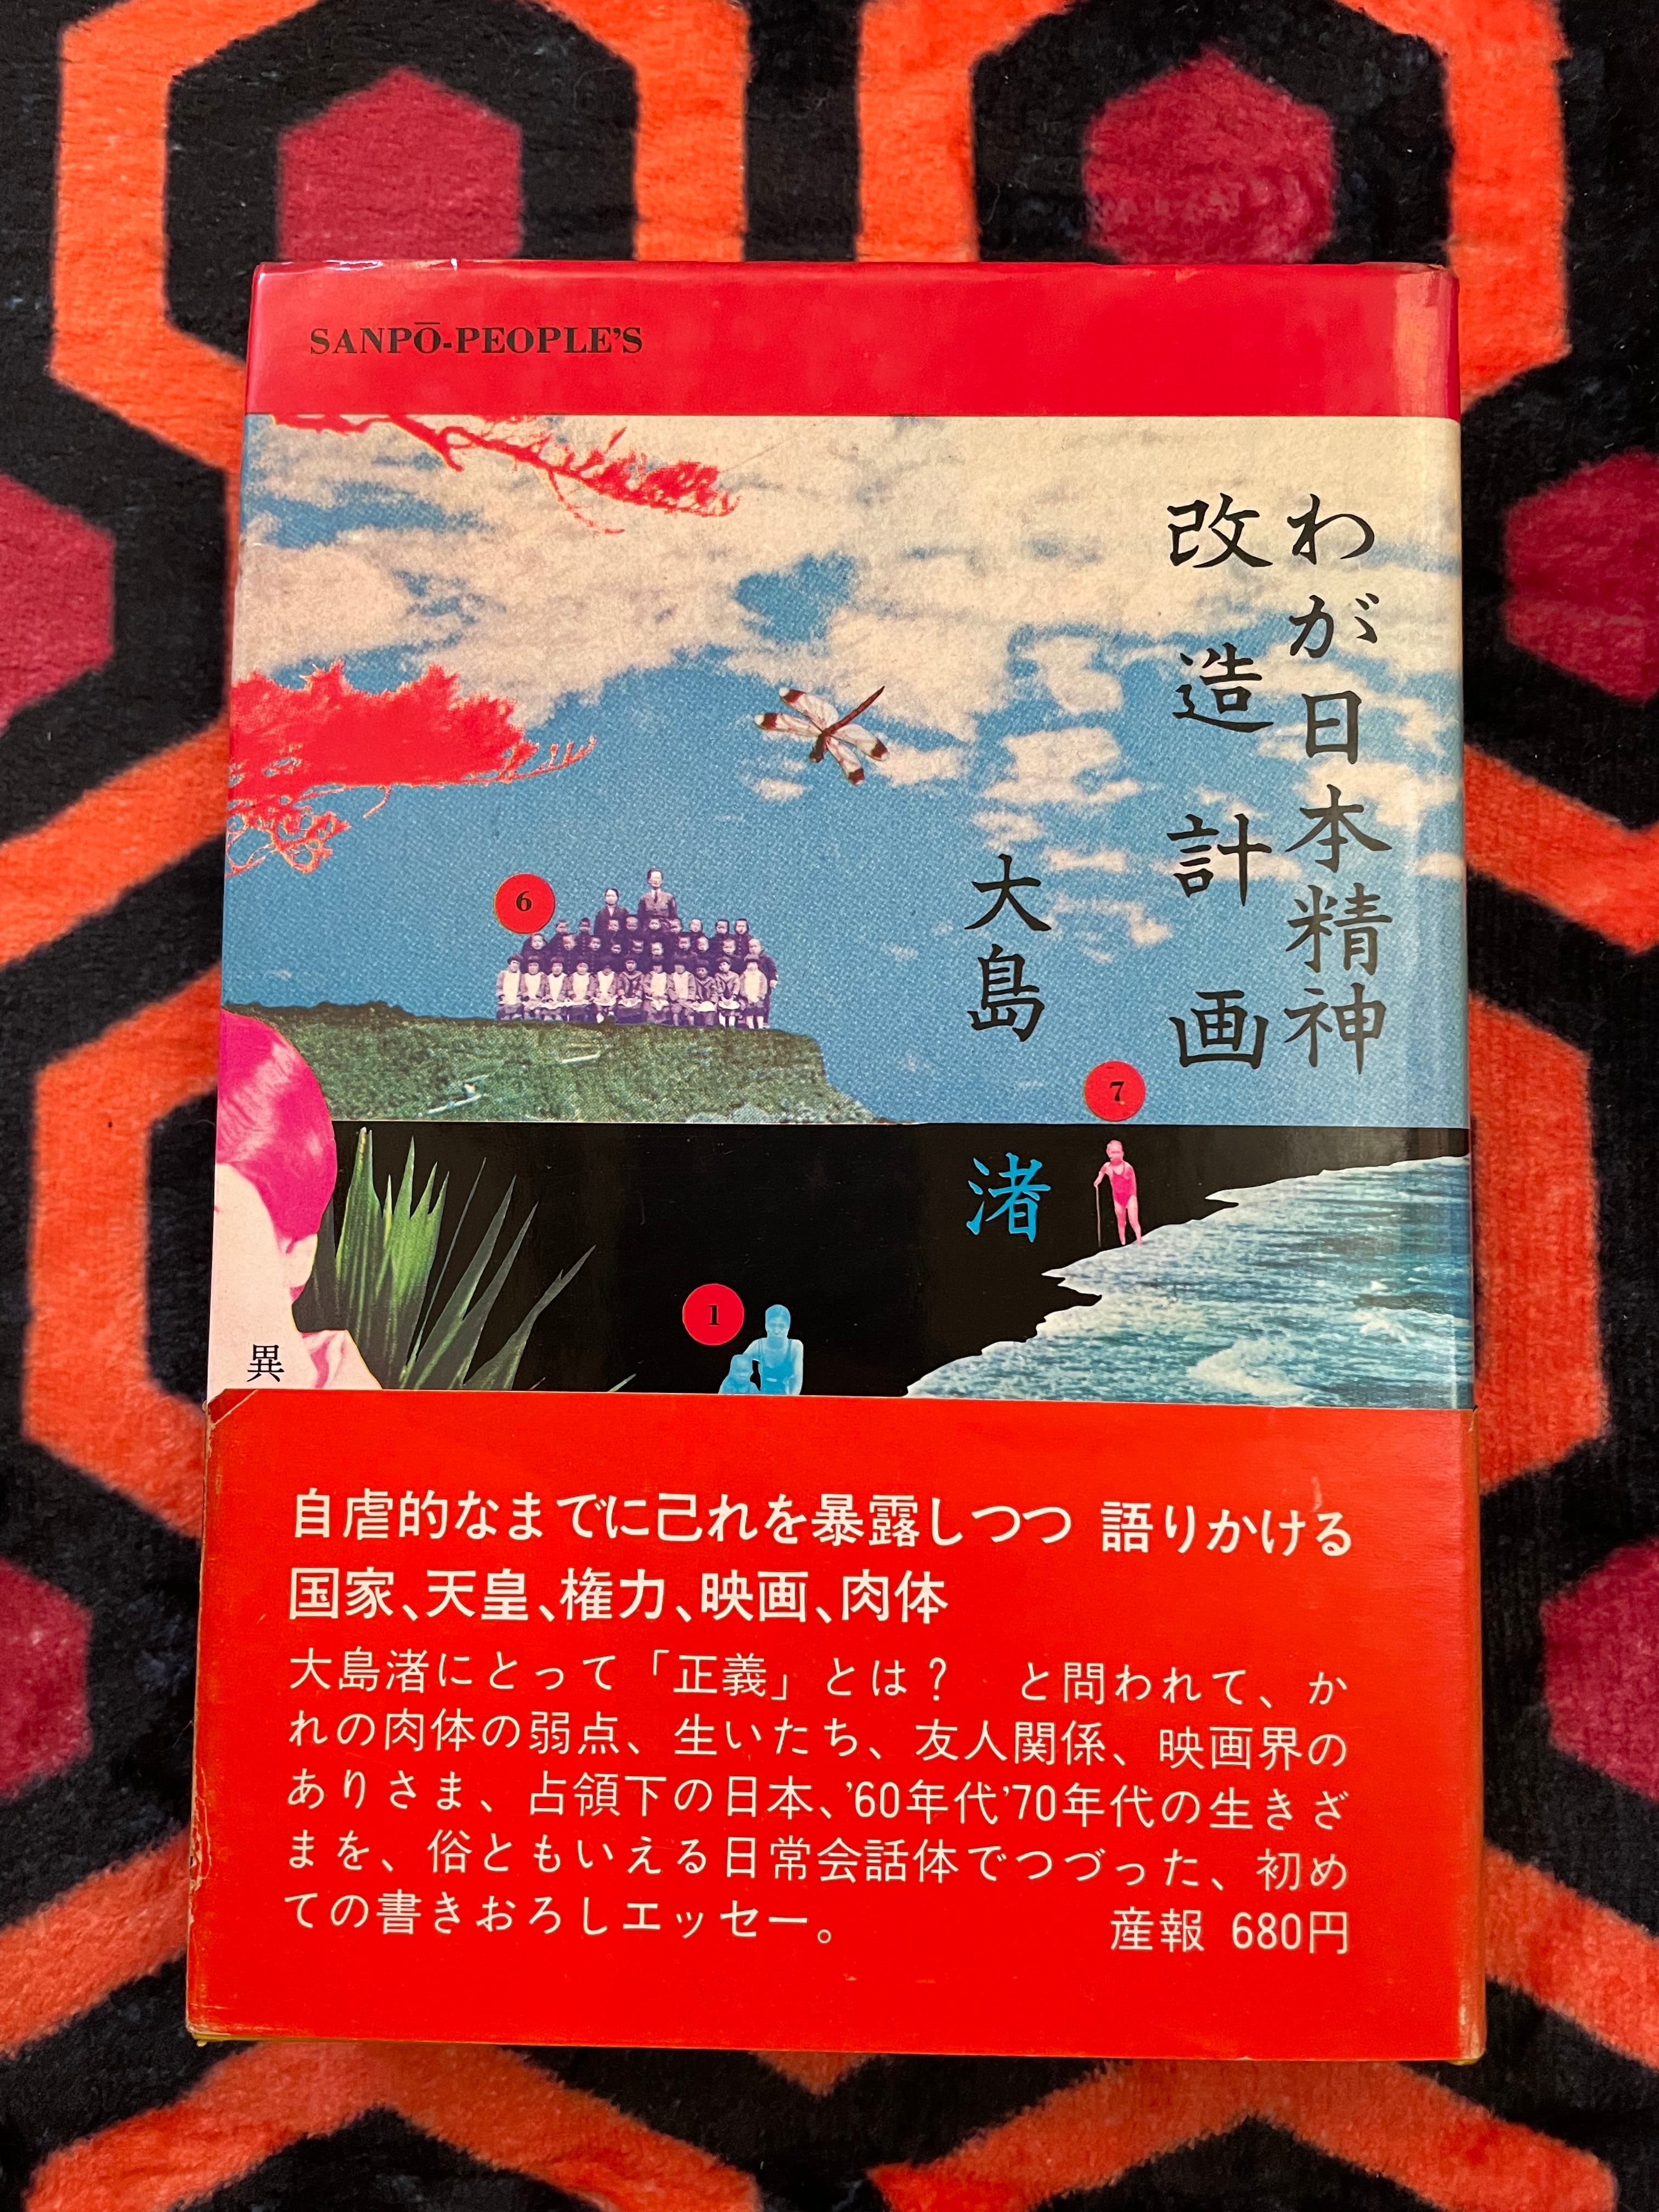 SANPŌ-PEOPLE'S
わが日本精神
改造計画
大島
渚
6
7
1
異
自虐的なまでに己れを暴露しつつ 語りかける
国家、天皇、権力、映画、肉体
大島渚にとって「正義」とは？　と問われて、か
れの肉体の弱点、生いたち、友人関係、映画界の
ありさま、占領下の日本、'60年代'70年代の生きざ
まを、俗ともいえる日常会話体でつづった、初め
ての書きおろしエッセー。
産報 680円